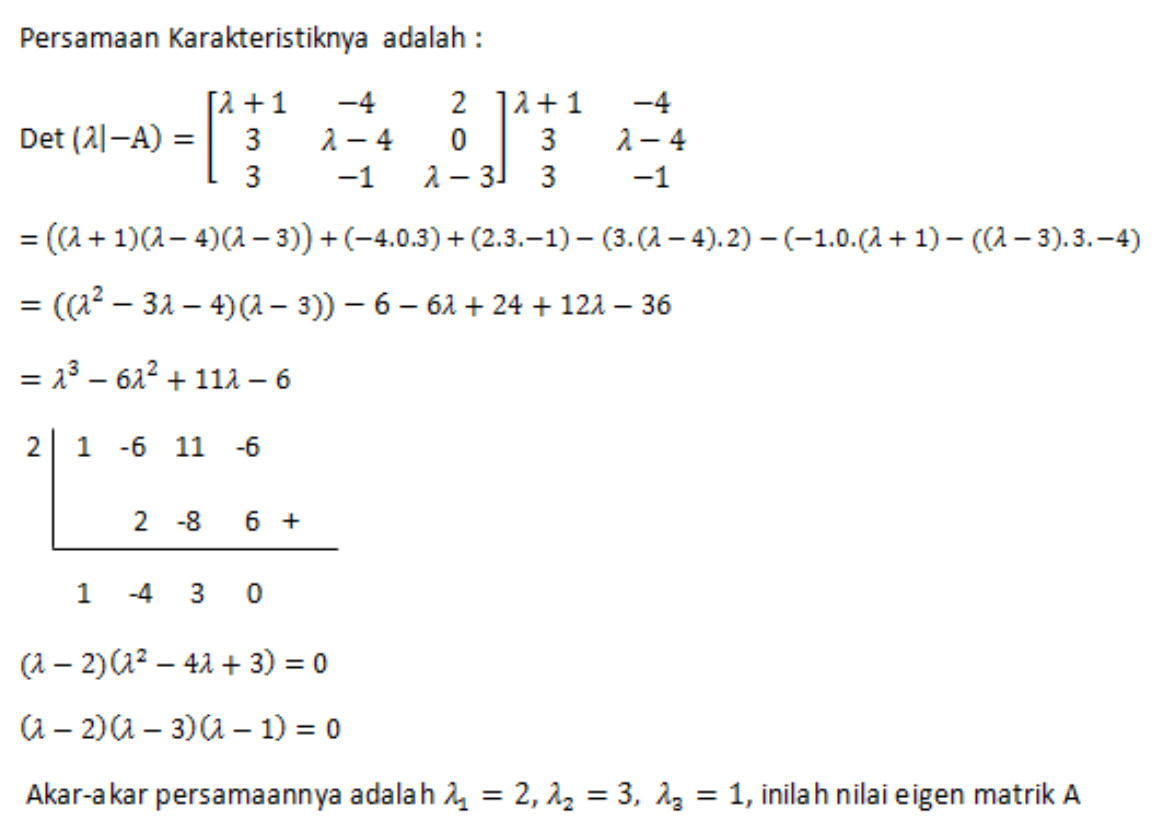 Persamaan Karakteristiknya adalah :
[λ + 1 −4 2 ] λ + 1 −4
Det (λ|−A) = [ 3 λ − 4 0 ] 3 λ − 4
[ 3 −1 λ − 3] 3 −1
= ((λ + 1)(λ − 4)(λ − 3)) + (−4.0.3) + (2.3.−1) − (3.(λ − 4).2) − (−1.0.(λ + 1) − ((λ − 3).3.−4)
= ((λ² − 3λ − 4)(λ − 3)) − 6 − 6λ + 24 + 12λ − 36
= λ³ − 6λ² + 11λ − 6
2 | 1 -6 11 -6
2 -8 6 +
1 -4 3 0
(λ − 2)(λ² − 4λ + 3) = 0
(λ − 2)(λ − 3)(λ − 1) = 0
Akar-akar persamaannya adalah λ₁ = 2, λ₂ = 3, λ₃ = 1, inilah nilai eigen matrik A